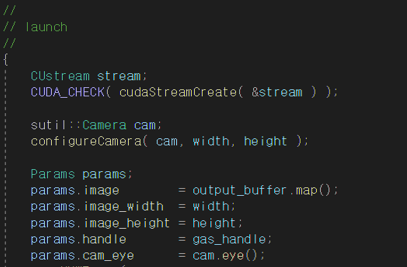 //
// launch
//
{
CUstream stream;
CUDA_CHECK( cudaStreamCreate( &stream ) );
sutil::Camera cam;
configureCamera( cam, width, height );
Params params;
params.image = output_buffer.map();
params.image_width = width;
params.image_height = height;
params.handle = gas_handle;
params.cam_eye = cam.eye();